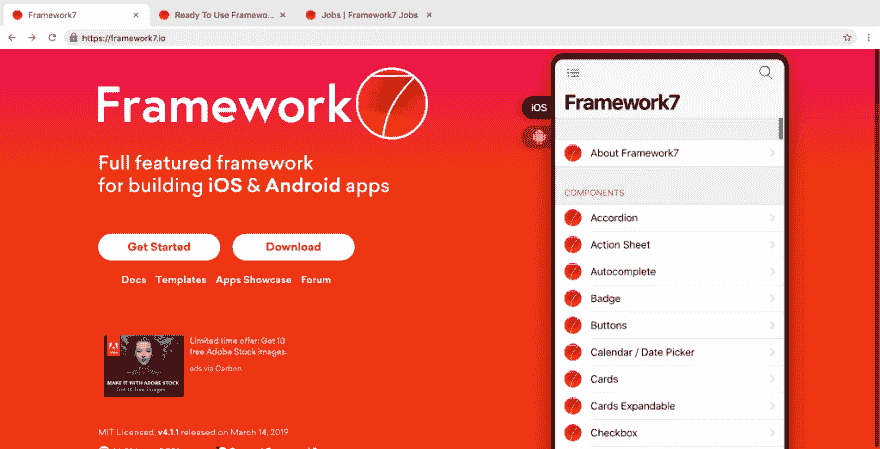 Framework7
Ready To Use Framewo...
Jobs | Framework7 Jobs
https://framework7.io
Framework
Full featured framework
for building iOS & Android apps
Get Started
Download
Docs Templates Apps Showcase Forum
Limited time offer: Get 10
free Adobe Stock images.
ads via Carbon
MAKE IT WITH ADOBE STOCK
Get 10 free images
MIT Licensed, v4.1.1 released on March 14, 2019
iOS
Framework7
About Framework7
COMPONENTS
Accordion
Action Sheet
Autocomplete
Badge
Buttons
Calendar / Date Picker
Cards
Cards Expandable
Checkbox